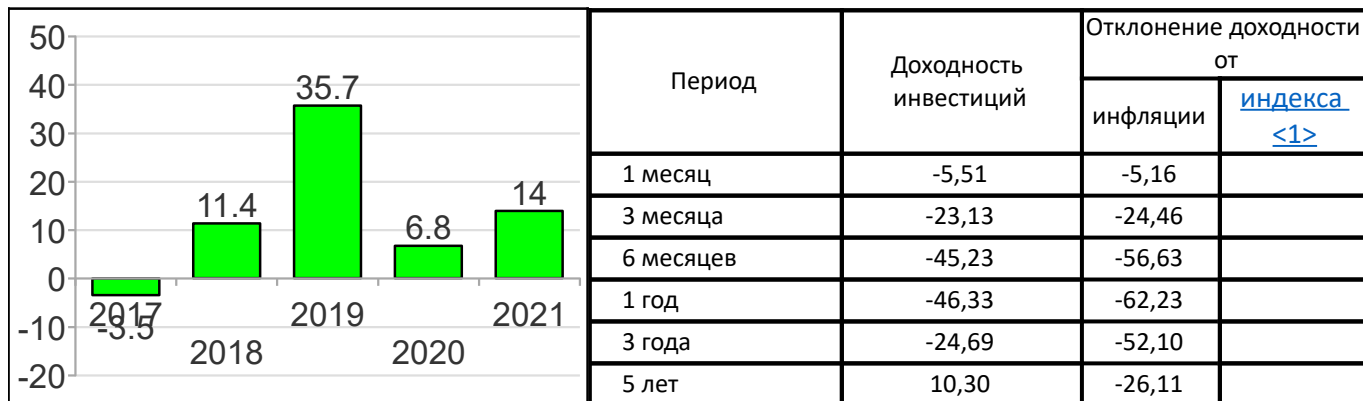 50
40
30
20
10
0
-10
-20
-3.5
11.4
35.7
6.8
14
2017
2018
2019
2020
2021
Период
Доходность
инвестиций
Отклонение доходности
от
инфляции
индекса
<1>
1 месяц -5,51 -5,16
3 месяца -23,13 -24,46
6 месяцев -45,23 -56,63
1 год -46,33 -62,23
3 года -24,69 -52,10
5 лет 10,30 -26,11